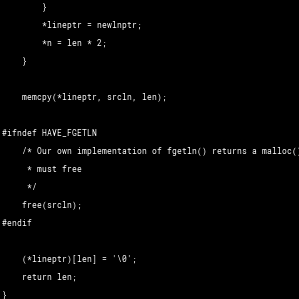 }
*lineptr = newlnptr;
*n = len * 2;
}
memcpy(*lineptr, srcln, len);
#ifndef HAVE_FGETLN
/* Our own implementation of fgetln() returns a malloc()
* must free
*/
free(srcln);
#endif
(*lineptr)[len] = '\0';
return len;
}